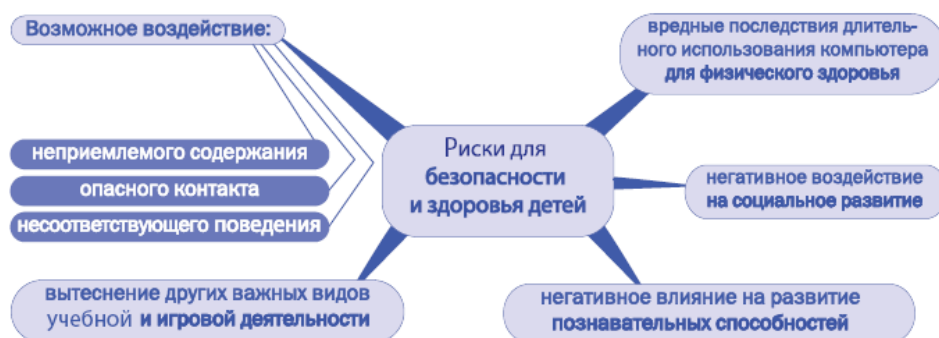 Возможное воздействие:
неприемлемого содержания
опасного контакта
несоответствующего поведения
вытеснение других важных видов
учебной и игровой деятельности
Риски для
безопасности
и здоровья детей
вредные последствия длитель-
ного использования компьютера
для физического здоровья
негативное воздействие
на социальное развитие
негативное влияние на развитие
познавательных способностей